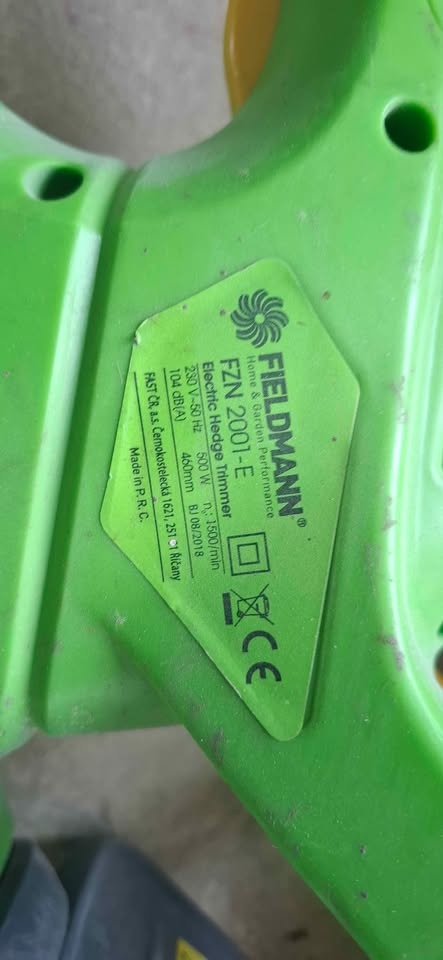 FIELDMANN®
Home & Garden Performance
FZN 2001-E
Electric Hedge Trimmer
230 V~50 Hz 500 W n₀: 1500/min
104 dB(A) 460mm BJ 08/2018
FAST ČR, a.s. Černokostelecká 1621, 251 01 Říčany
Made in P. R. C.
CE